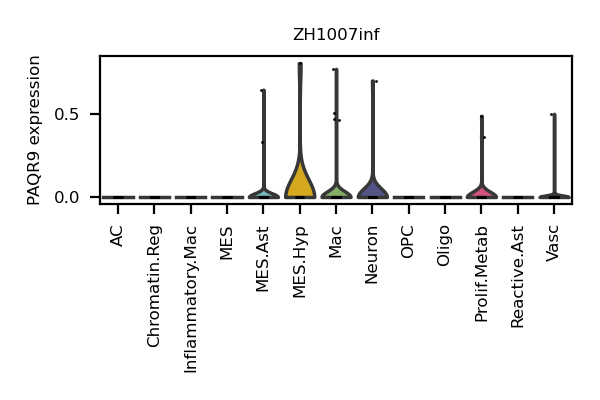 ZH1007inf
PAQR9 expression
0.5
0.0
AC
Chromatin.Reg
Inflammatory.Mac
MES
MES.Ast
MES.Hyp
Mac
Neuron
OPC
Oligo
Prolif.Metab
Reactive.Ast
Vasc